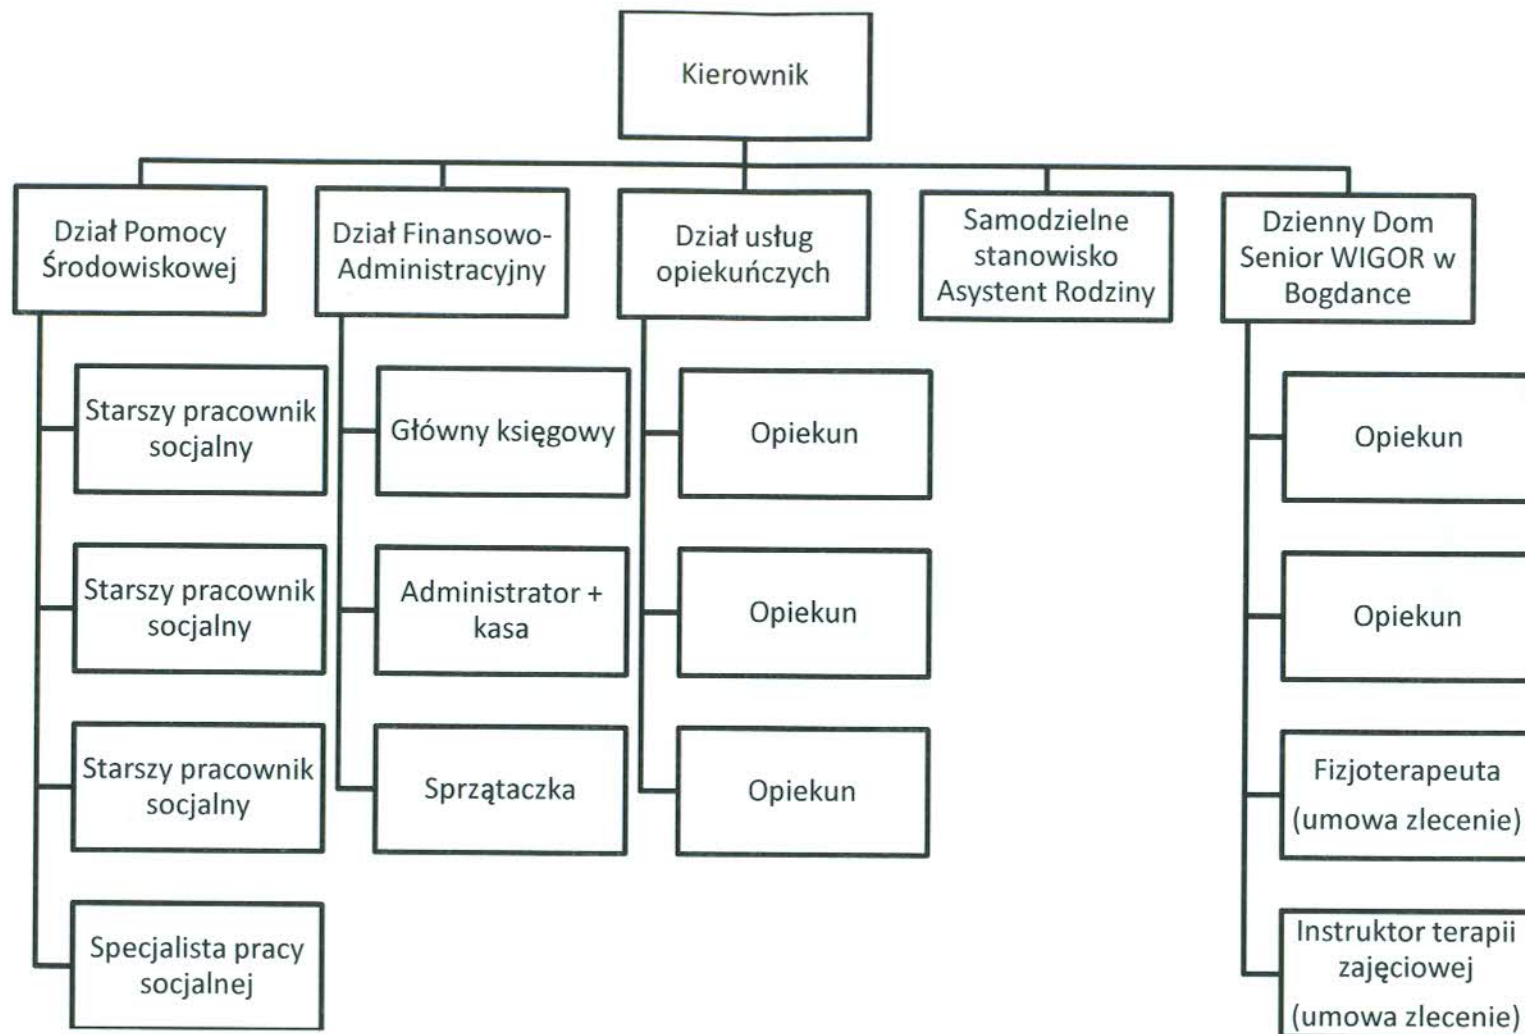 Kierownik
Dział Pomocy
Środowiskowej
Dział Finansowo-
Administracyjny
Dział usług
opiekuńczych
Samodzielne
stanowisko
Asystent Rodziny
Dzienny Dom
Senior WIGOR w
Bogdance
Starszy pracownik
socjalny
Starszy pracownik
socjalny
Starszy pracownik
socjalny
Specjalista pracy
socjalnej
Główny księgowy
Administrator +
kasa
Sprzątaczka
Opiekun
Opiekun
Opiekun
Opiekun
Opiekun
Fizjoterapeuta
(umowa zlecenie)
Instruktor terapii
zajęciowej
(umowa zlecenie)